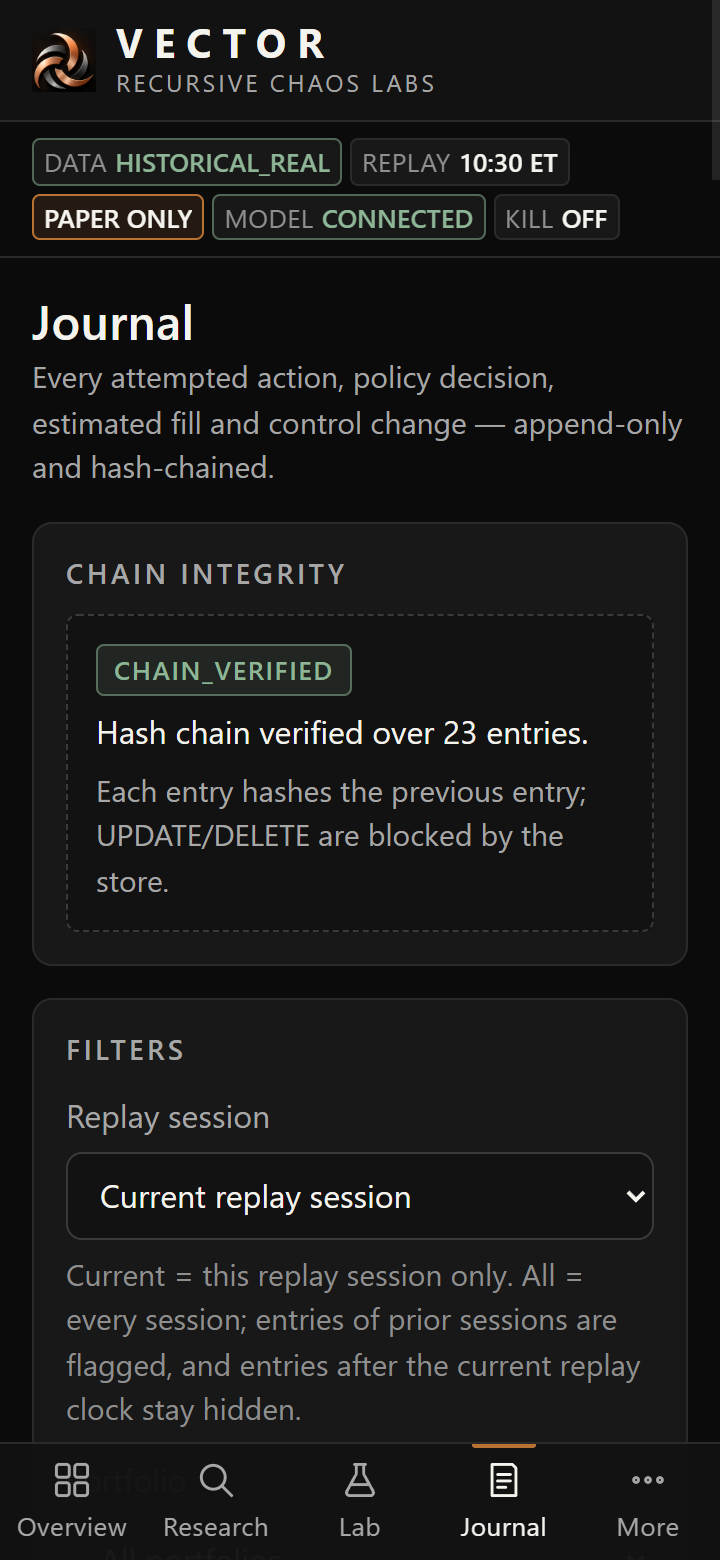 VECTOR
RECURSIVE CHAOS LABS
DATA HISTORICAL_REAL REPLAY 10:30 ET
PAPER ONLY MODEL CONNECTED KILL OFF
Journal
Every attempted action, policy decision,
estimated fill and control change — append-only
and hash-chained.
CHAIN INTEGRITY
CHAIN_VERIFIED
Hash chain verified over 23 entries.
Each entry hashes the previous entry;
UPDATE/DELETE are blocked by the
store.
FILTERS
Replay session
Current replay session
Current = this replay session only. All =
every session; entries of prior sessions are
flagged, and entries after the current replay
clock stay hidden.
Overview Research Lab Journal More